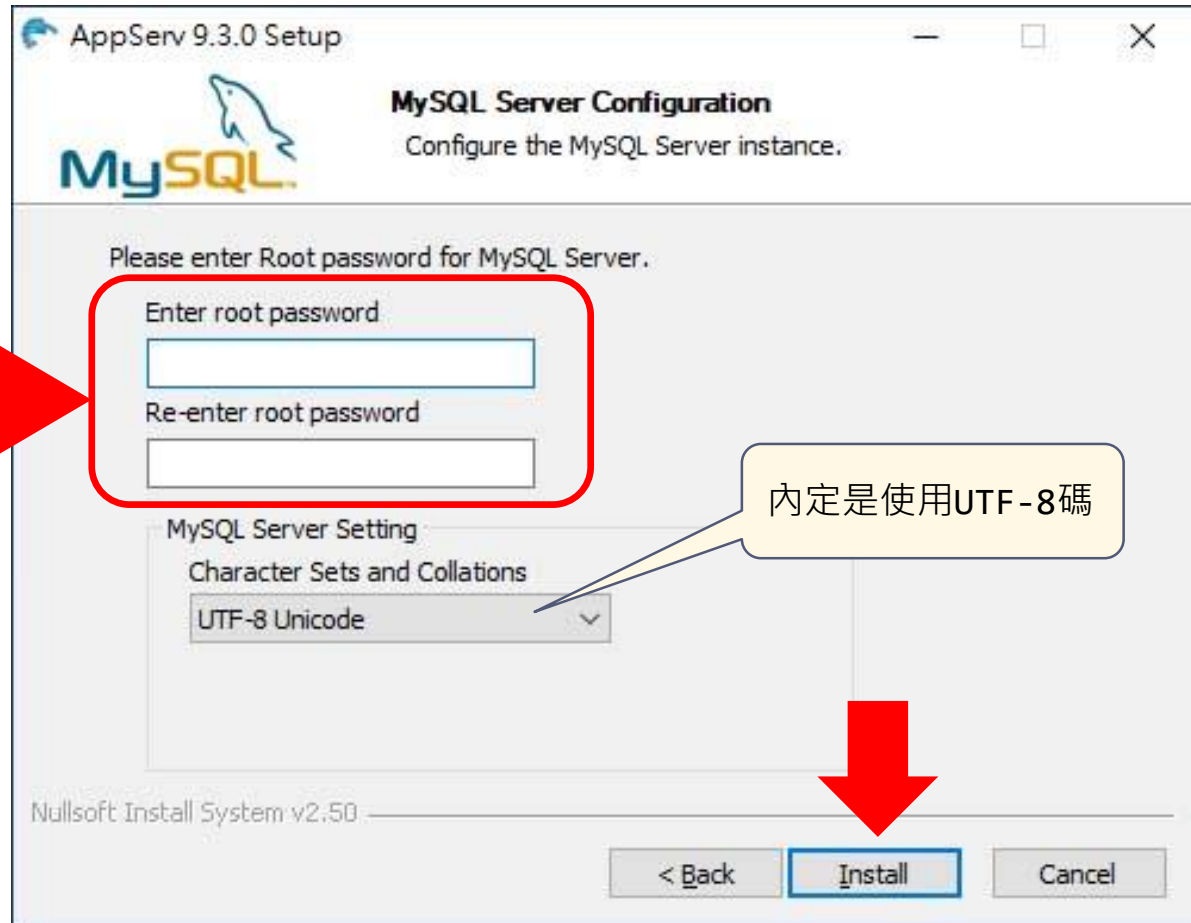 AppServ 9.3.0 Setup
MySQL
MySQL Server Configuration
Configure the MySQL Server instance.
Please enter Root password for MySQL Server.
Enter root password
Re-enter root password
內定是使用UTF-8碼
MySQL Server Setting
Character Sets and Collations
UTF-8 Unicode
Nullsoft Install System v2.50
< Back
Install
Cancel